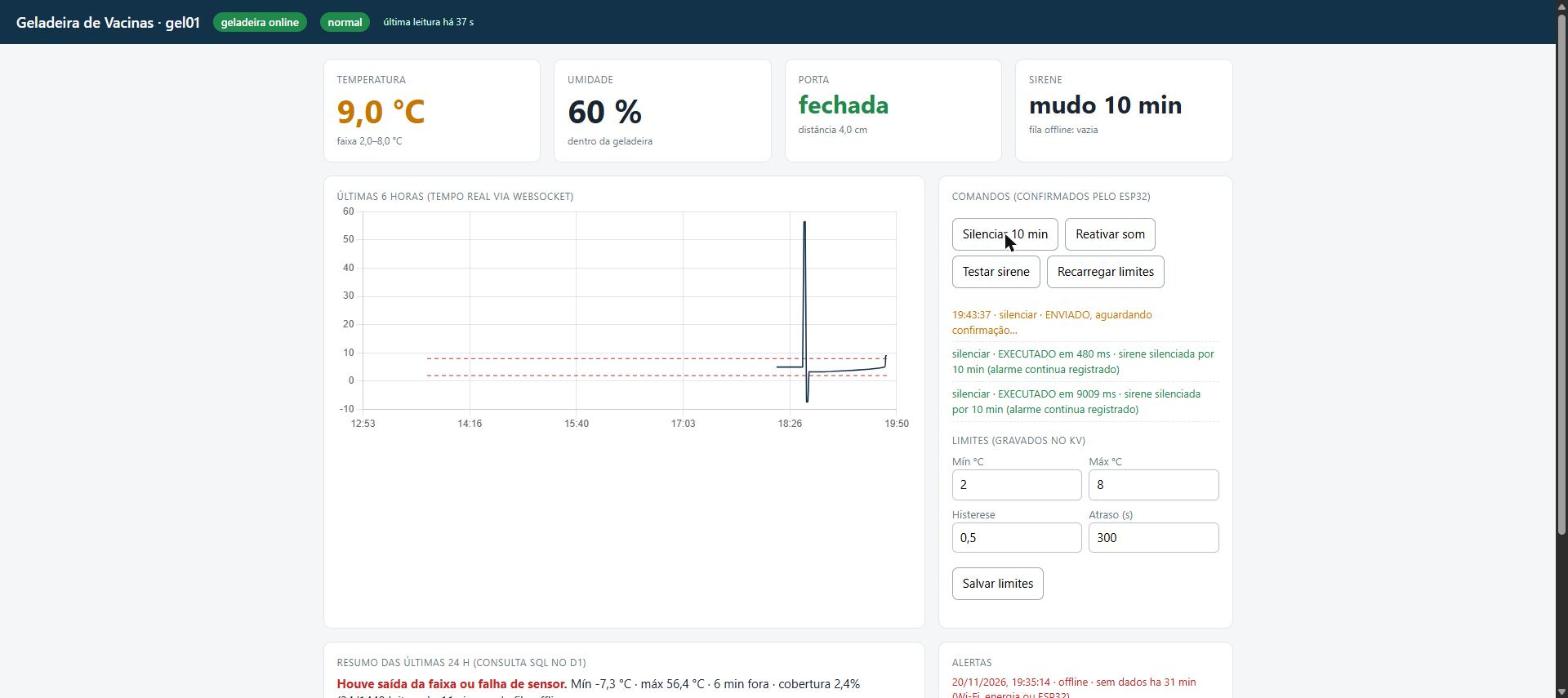 Geladeira de Vacinas · gel01 geladeira online normal última leitura há 37 s
TEMPERATURA
9,0 °C
faixa 2,0–8,0 °C
UMIDADE
60 %
dentro da geladeira
PORTA
fechada
distância 4,0 cm
SIRENE
mudo 10 min
fila offline: vazia
ÚLTIMAS 6 HORAS (TEMPO REAL VIA WEBSOCKET)
60
50
40
30
20
10
0
-10
12:53 14:16 15:40 17:03 18:26 19:50
COMANDOS (CONFIRMADOS PELO ESP32)
Silenciar 10 min Reativar som
Testar sirene Recarregar limites
19:43:37 · silenciar · ENVIADO, aguardando
confirmação...
silenciar · EXECUTADO em 480 ms · sirene silenciada por
10 min (alarme continua registrado)
silenciar · EXECUTADO em 9009 ms · sirene silenciada
por 10 min (alarme continua registrado)
LIMITES (GRAVADOS NO KV)
Mín °C Máx °C
2 8
Histerese Atraso (s)
0,5 300
Salvar limites
RESUMO DAS ÚLTIMAS 24 H (CONSULTA SQL NO D1)
Houve saída da faixa ou falha de sensor. Mín -7,3 °C · máx 56,4 °C · 6 min fora · cobertura 2,4%
ALERTAS
20/11/2026, 19:35:14 · offline · sem dados ha 31 min
(Wi-Fi, energia ou ESP32)